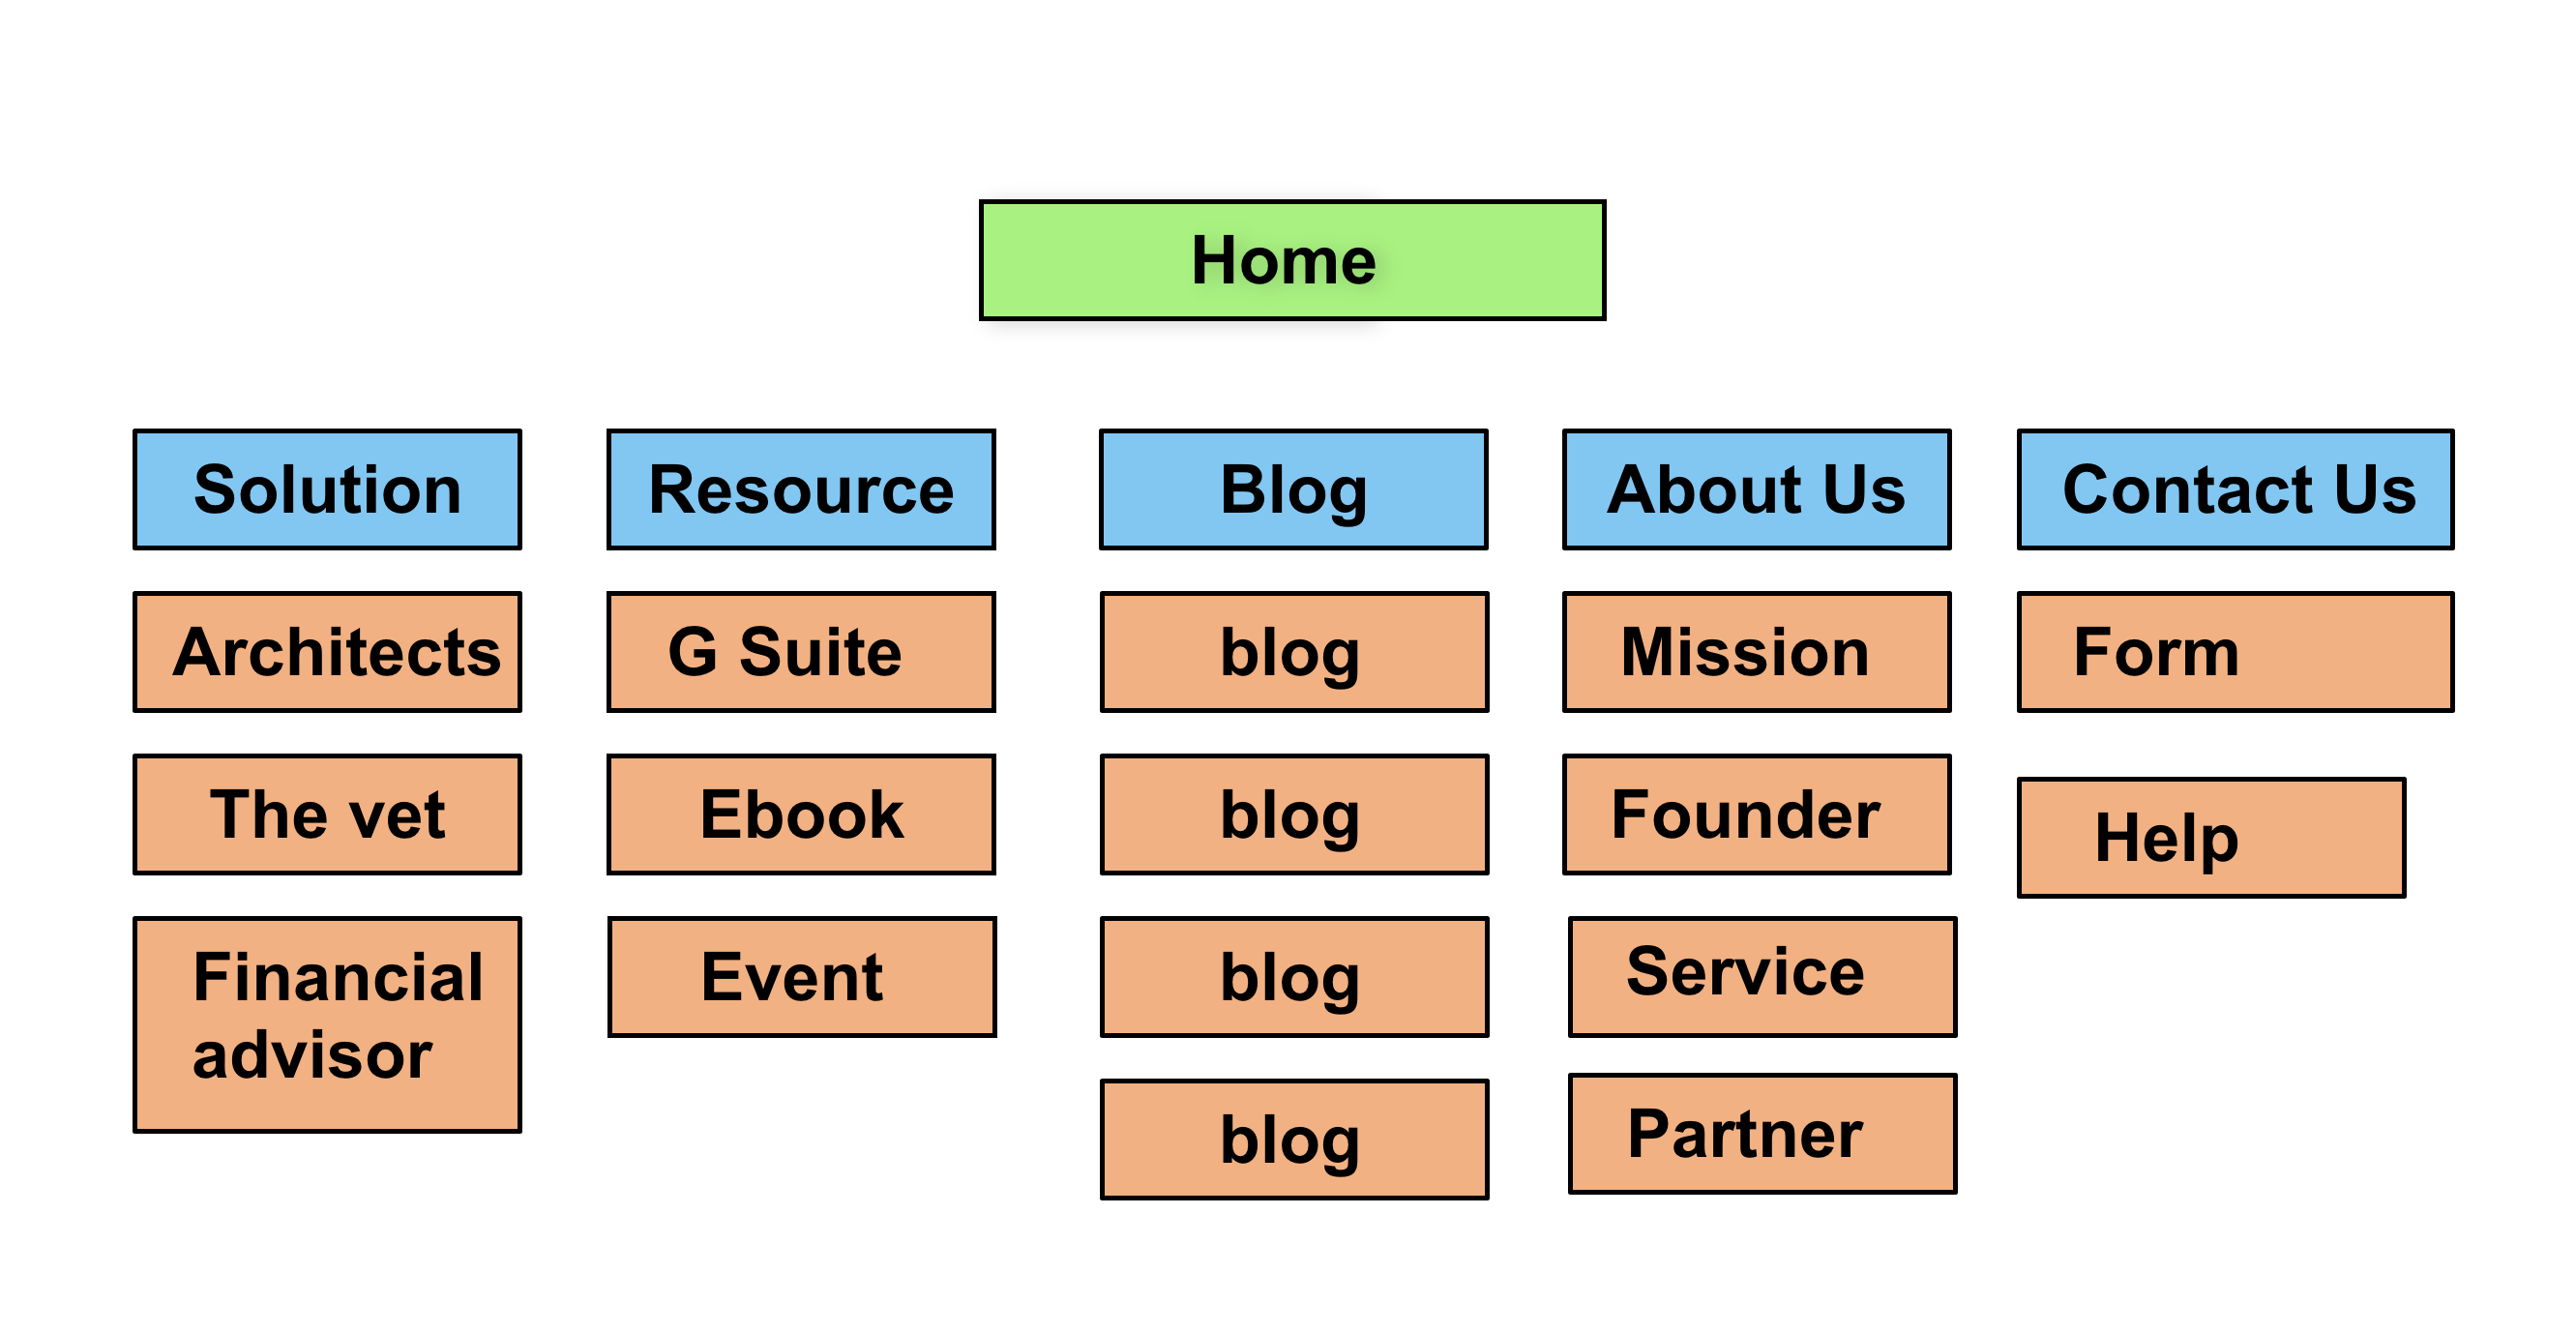 Home
Solution
Resource
Blog
About Us
Contact Us
Architects
G Suite
blog
Mission
Form
The vet
Ebook
blog
Founder
Help
Financial
advisor
Event
blog
Service
blog
Partner